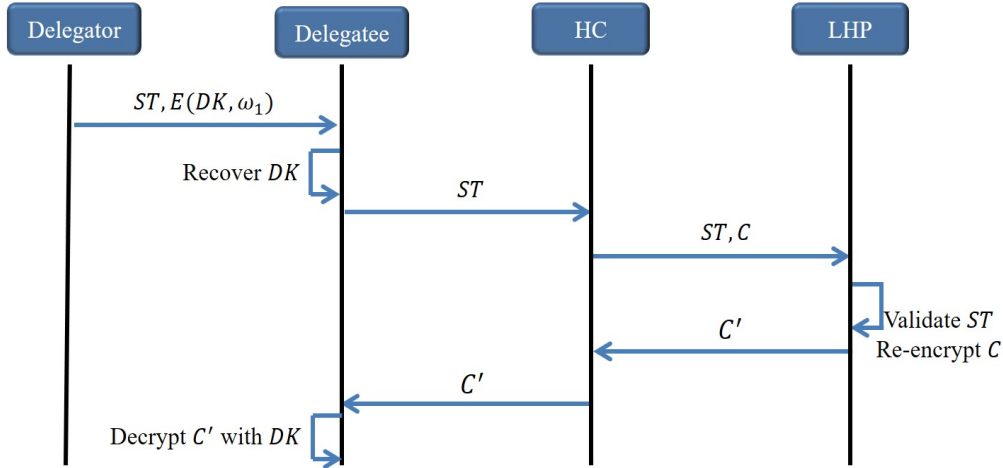 Delegator
Delegatee
HC
LHP
ST, E(DK, ω₁)
Recover DK
ST
ST, C
Validate ST
Re-encrypt C
C′
C′
Decrypt C′ with DK